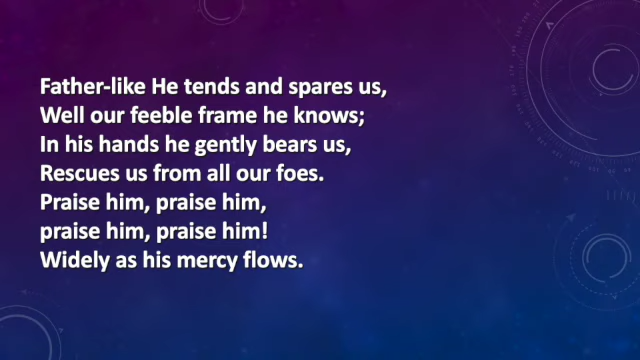 Father-like He tends and spares us,
Well our feeble frame he knows;
In his hands he gently bears us,
Rescues us from all our foes.
Praise him, praise him,
praise him, praise him!
Widely as his mercy flows.